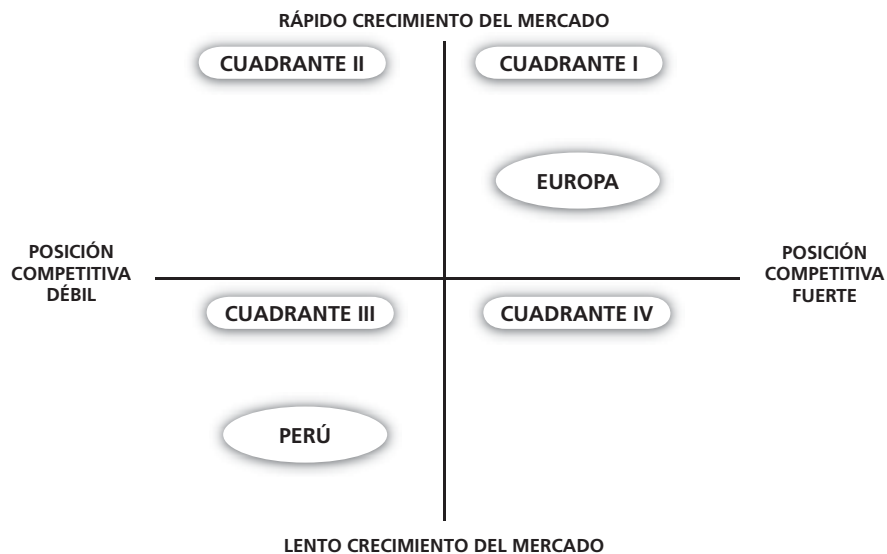 RÁPIDO CRECIMIENTO DEL MERCADO
CUADRANTE II
CUADRANTE I
EUROPA
POSICIÓN
COMPETITIVA
DÉBIL
POSICIÓN
COMPETITIVA
FUERTE
CUADRANTE III
CUADRANTE IV
PERÚ
LENTO CRECIMIENTO DEL MERCADO